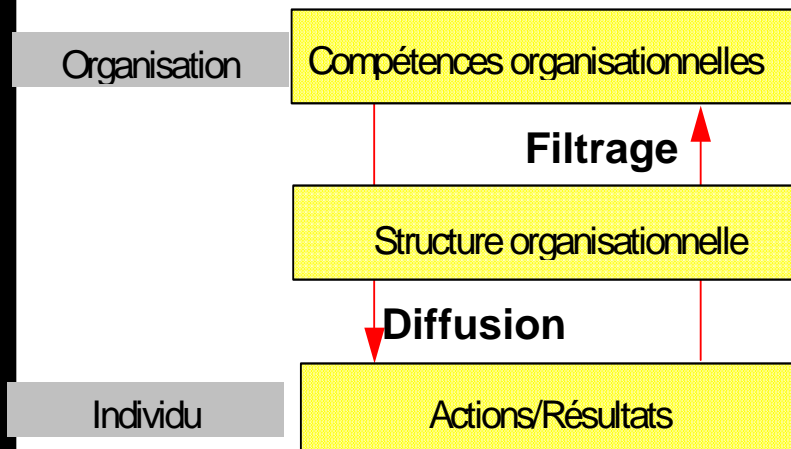 Organisation
Compétences organisationnelles
Filtrage
Structure organisationnelle
Diffusion
Individu
Actions/Résultats